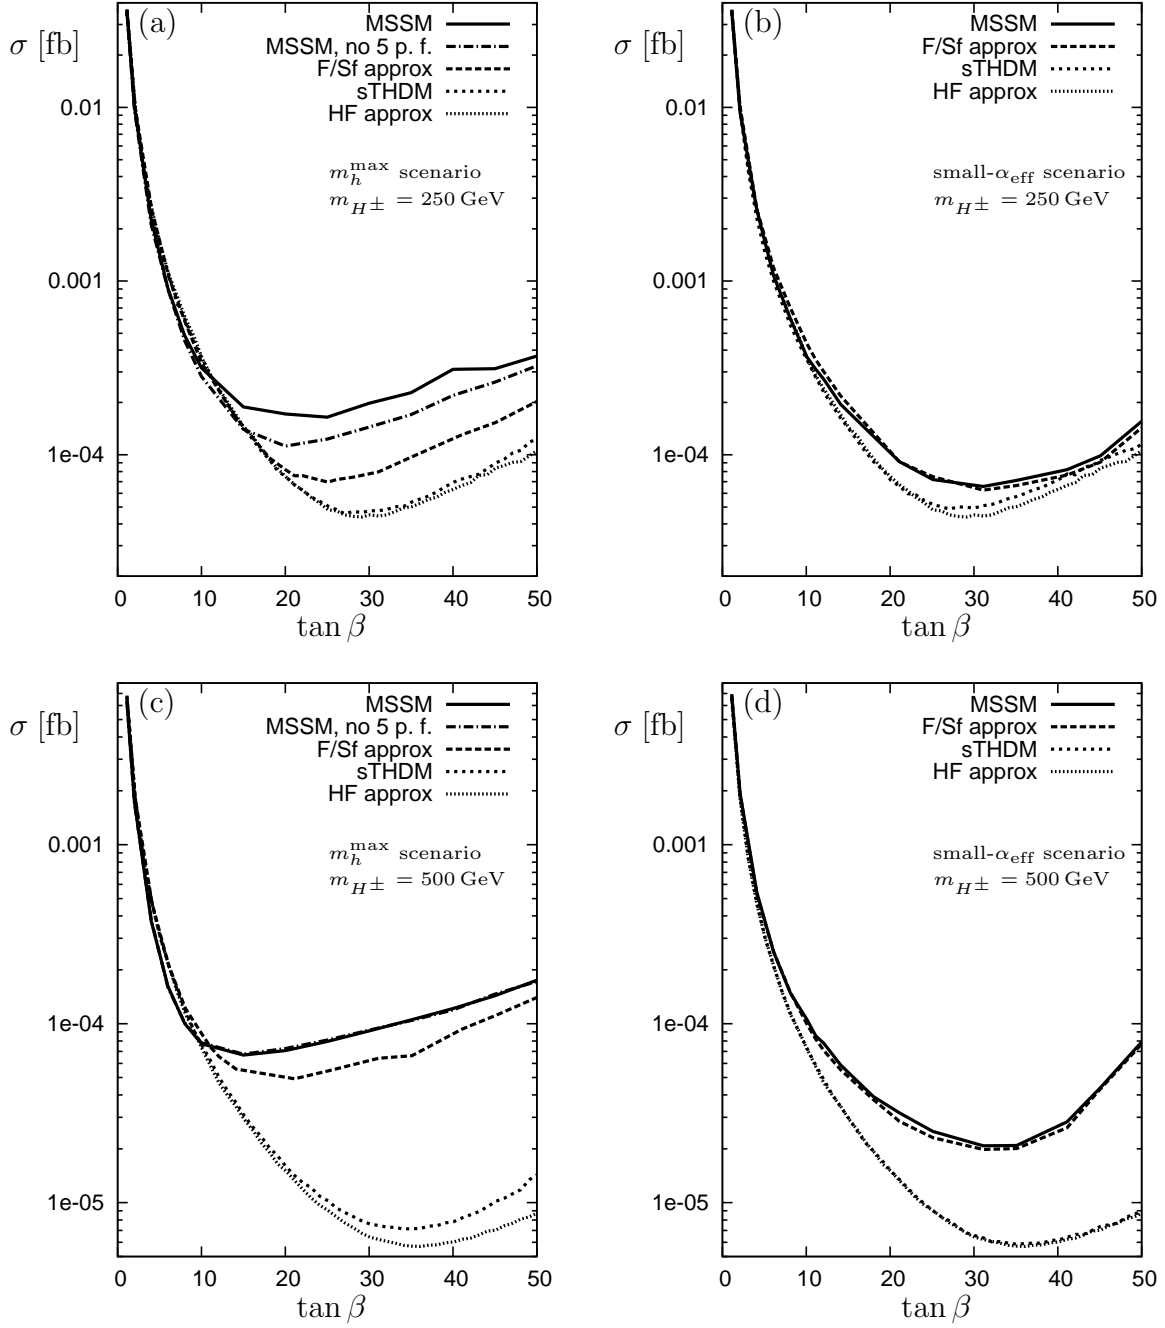 (a)
σ [fb]
MSSM
MSSM, no 5 p. f.
F/Sf approx
sTHDM
HF approx
m_h^max scenario
m_H± = 250 GeV
0.01
0.001
1e-04
0 10 20 30 40 50
tan β
(b)
σ [fb]
MSSM
F/Sf approx
sTHDM
HF approx
small-α_eff scenario
m_H± = 250 GeV
0.01
0.001
1e-04
0 10 20 30 40 50
tan β
(c)
σ [fb]
MSSM
MSSM, no 5 p. f.
F/Sf approx
sTHDM
HF approx
m_h^max scenario
m_H± = 500 GeV
0.001
1e-04
1e-05
0 10 20 30 40 50
tan β
(d)
σ [fb]
MSSM
F/Sf approx
sTHDM
HF approx
small-α_eff scenario
m_H± = 500 GeV
0.001
1e-04
1e-05
0 10 20 30 40 50
tan β